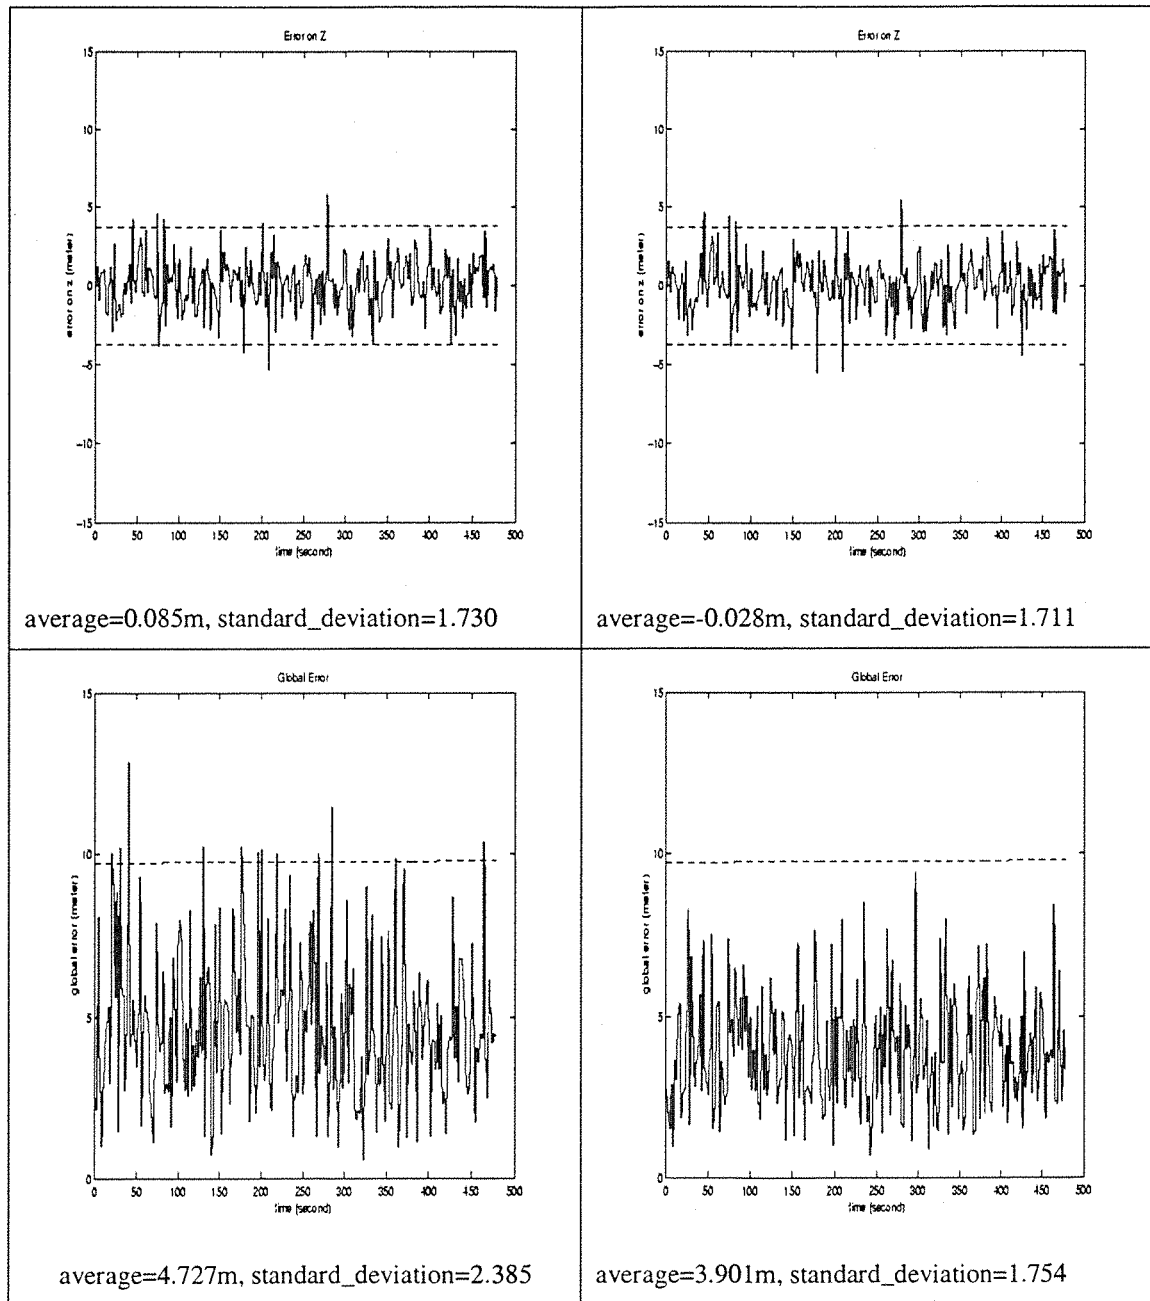 Error on Z
15
10
5
0
-5
-10
-15
error on z (meter)
0 50 100 150 200 250 300 350 400 450 500
time (second)
average=0.085m, standard_deviation=1.730
Error on Z
15
10
5
0
-5
-10
-15
error on z (meter)
0 50 100 150 200 250 300 350 400 450 500
time (second)
average=-0.028m, standard_deviation=1.711
Global Error
15
10
5
0
global error (meter)
0 50 100 150 200 250 300 350 400 450 500
time (second)
average=4.727m, standard_deviation=2.385
Global Error
15
10
5
0
global error (meter)
0 50 100 150 200 250 300 350 400 450 500
time (second)
average=3.901m, standard_deviation=1.754